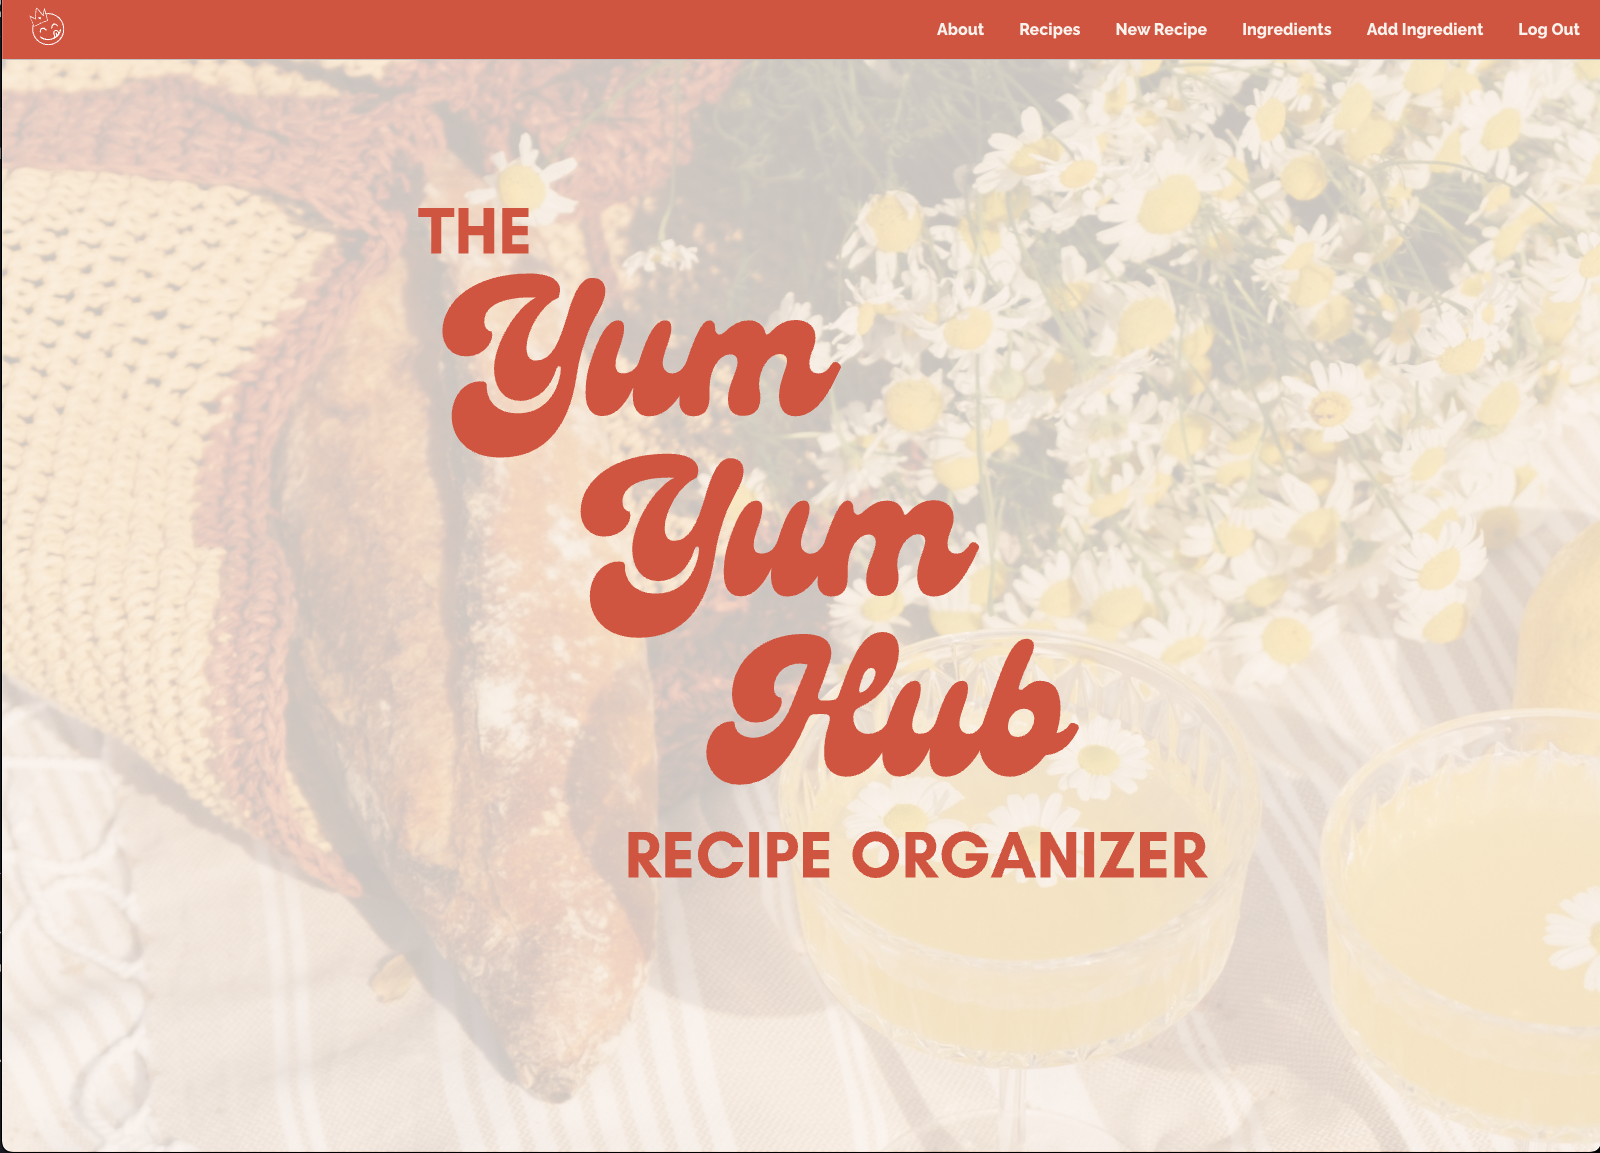 About Recipes New Recipe Ingredients Add Ingredient Log Out
THE
Yum
Yum
Hub
RECIPE ORGANIZER